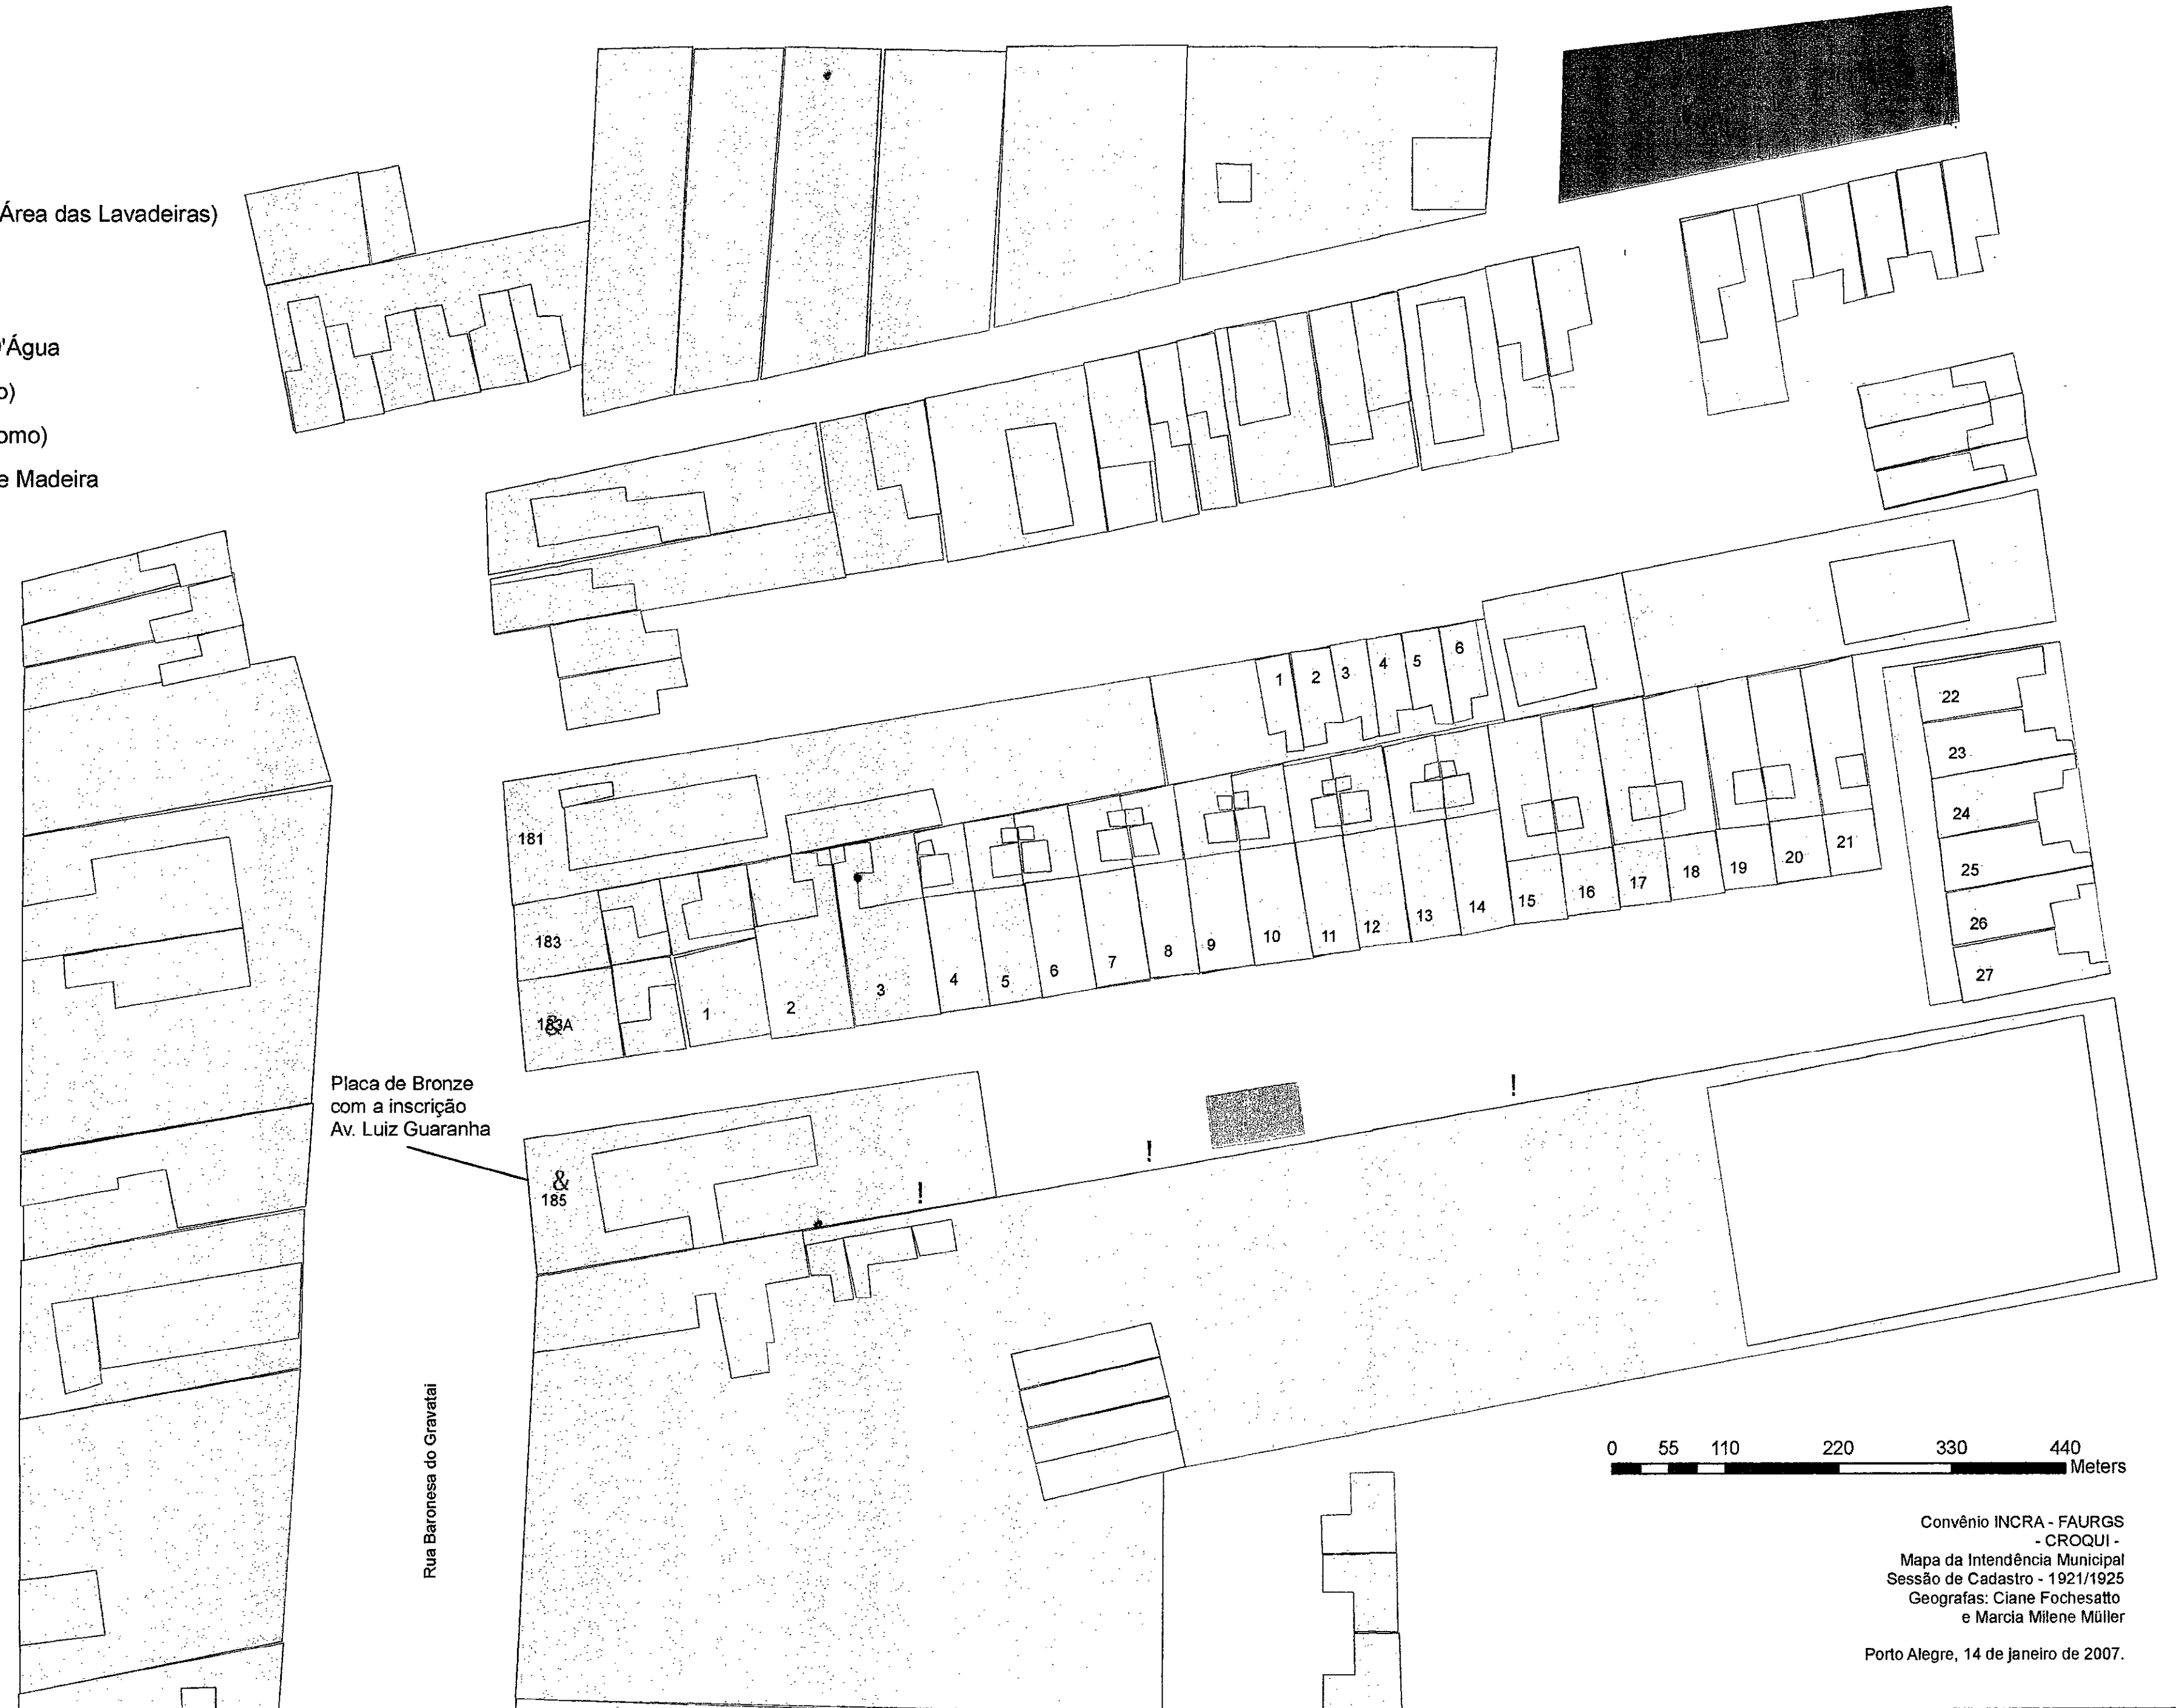 Área das Lavadeiras)
'Água
o)
omo)
e Madeira
1 2 3 4 5 6
181
183
183A
&
1 2 3 4 5 6 7 8 9 10 11 12 13 14 15 16 17 18 19 20 21
22
23
24
25
26
27
Placa de Bronze
com a inscrição
Av. Luiz Guaranha
&
185
!
!
!
Rua Baronesa do Gravatai
0 55 110 220 330 440
Meters
Convênio INCRA - FAURGS
- CROQUI -
Mapa da Intendência Municipal
Sessão de Cadastro - 1921/1925
Geografas: Ciane Fochesatto
e Marcia Milene Müller
Porto Alegre, 14 de janeiro de 2007.